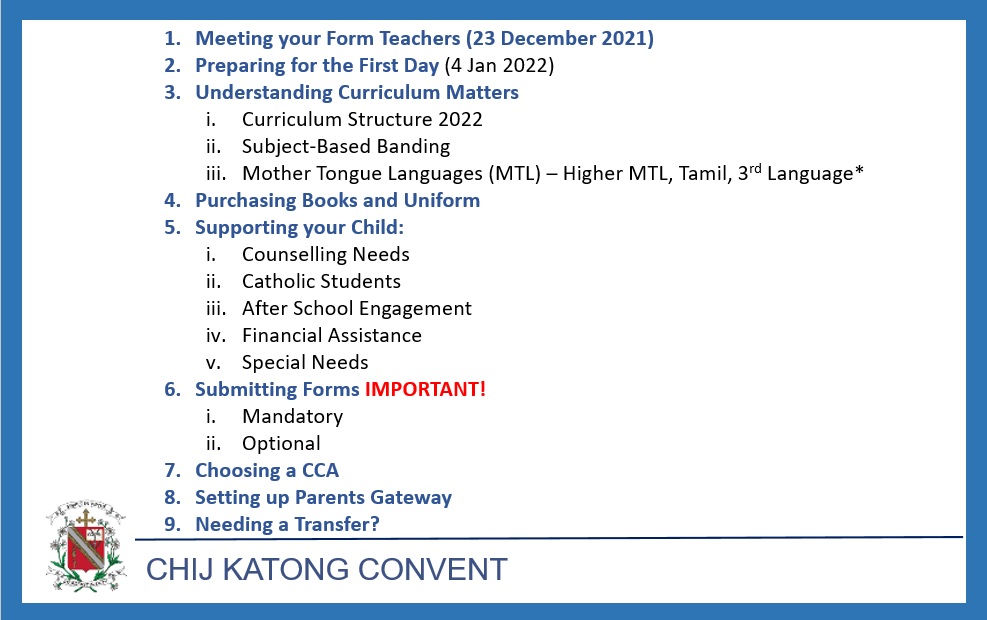 1. Meeting your Form Teachers (23 December 2021)
2. Preparing for the First Day (4 Jan 2022)
3. Understanding Curriculum Matters
i. Curriculum Structure 2022
ii. Subject-Based Banding
iii. Mother Tongue Languages (MTL) – Higher MTL, Tamil, 3rd Language*
4. Purchasing Books and Uniform
5. Supporting your Child:
i. Counselling Needs
ii. Catholic Students
iii. After School Engagement
iv. Financial Assistance
v. Special Needs
6. Submitting Forms IMPORTANT!
i. Mandatory
ii. Optional
7. Choosing a CCA
8. Setting up Parents Gateway
9. Needing a Transfer?
CHIJ KATONG CONVENT